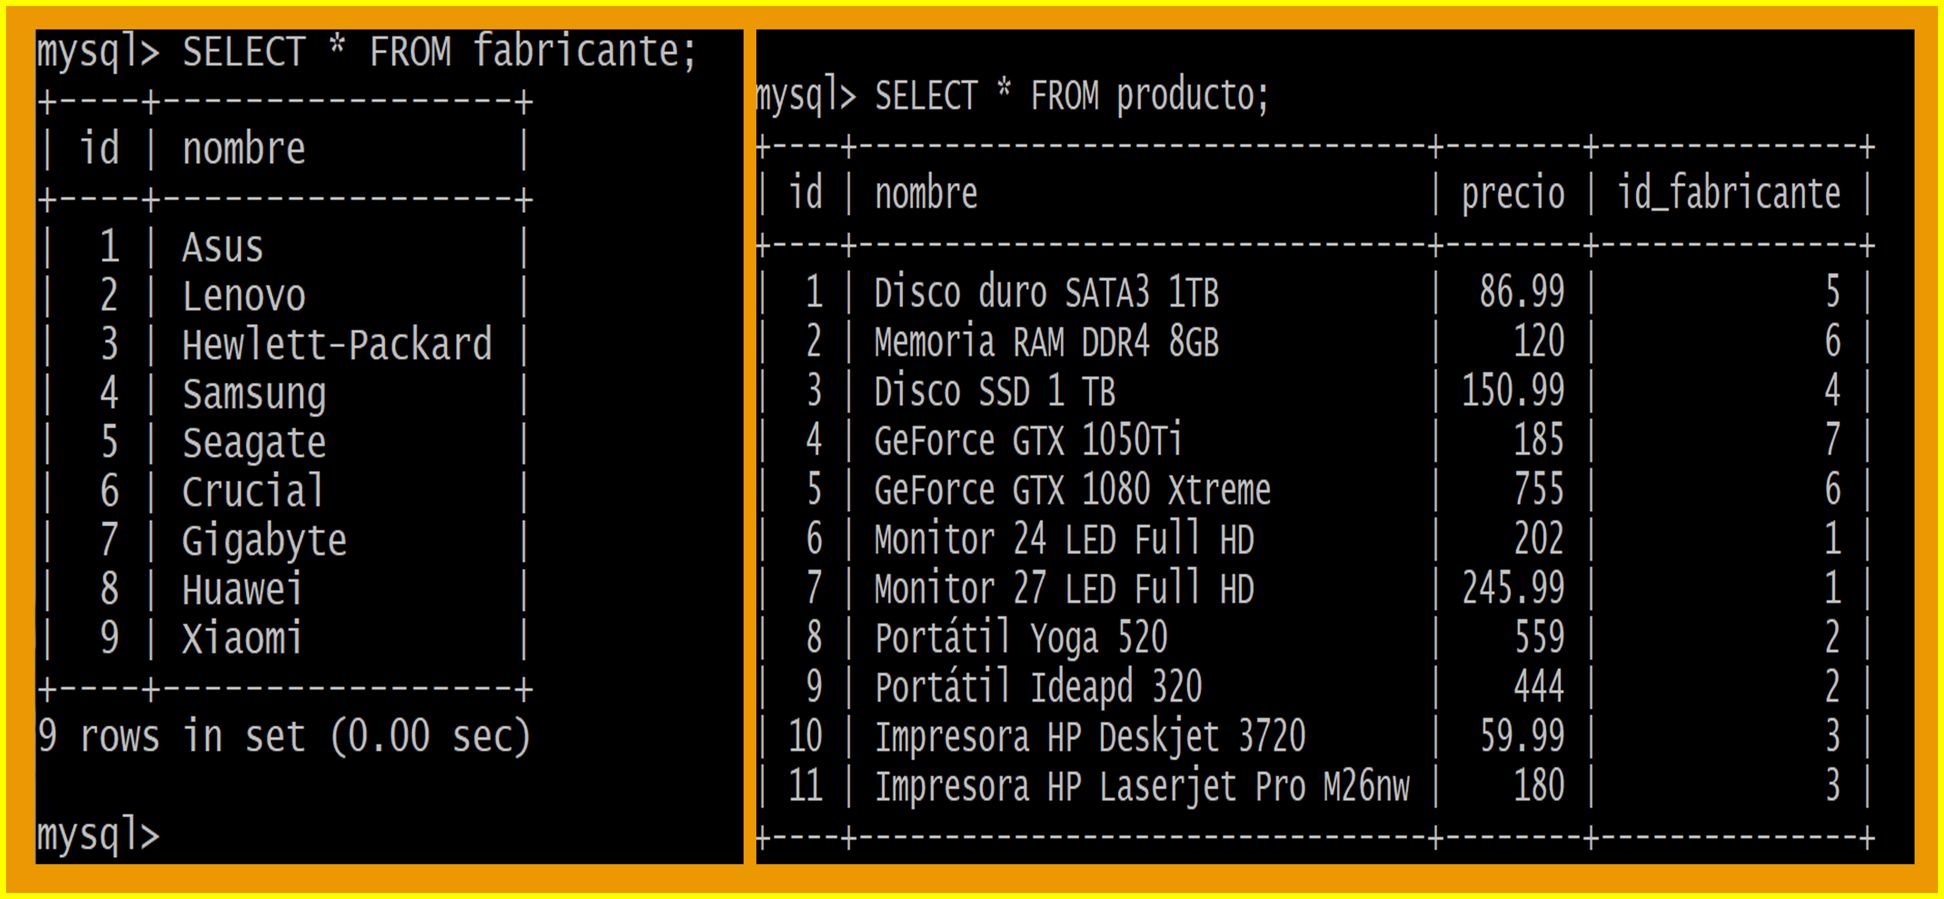 mysql> SELECT * FROM fabricante;
+----+-----------------+
| id | nombre          |
+----+-----------------+
|  1 | Asus            |
|  2 | Lenovo          |
|  3 | Hewlett-Packard |
|  4 | Samsung         |
|  5 | Seagate         |
|  6 | Crucial         |
|  7 | Gigabyte        |
|  8 | Huawei          |
|  9 | Xiaomi          |
+----+-----------------+
9 rows in set (0.00 sec)
mysql>
mysql> SELECT * FROM producto;
+----+---------------------------------+--------+---------------+
| id | nombre                          | precio | id_fabricante |
+----+---------------------------------+--------+---------------+
|  1 | Disco duro SATA3 1TB            |  86.99 |             5 |
|  2 | Memoria RAM DDR4 8GB            |    120 |             6 |
|  3 | Disco SSD 1 TB                  | 150.99 |             4 |
|  4 | GeForce GTX 1050Ti              |    185 |             7 |
|  5 | GeForce GTX 1080 Xtreme         |    755 |             6 |
|  6 | Monitor 24 LED Full HD          |    202 |             1 |
|  7 | Monitor 27 LED Full HD          | 245.99 |             1 |
|  8 | Portátil Yoga 520               |    559 |             2 |
|  9 | Portátil Ideapd 320             |    444 |             2 |
| 10 | Impresora HP Deskjet 3720       |  59.99 |             3 |
| 11 | Impresora HP Laserjet Pro M26nw |    180 |             3 |
+----+---------------------------------+--------+---------------+